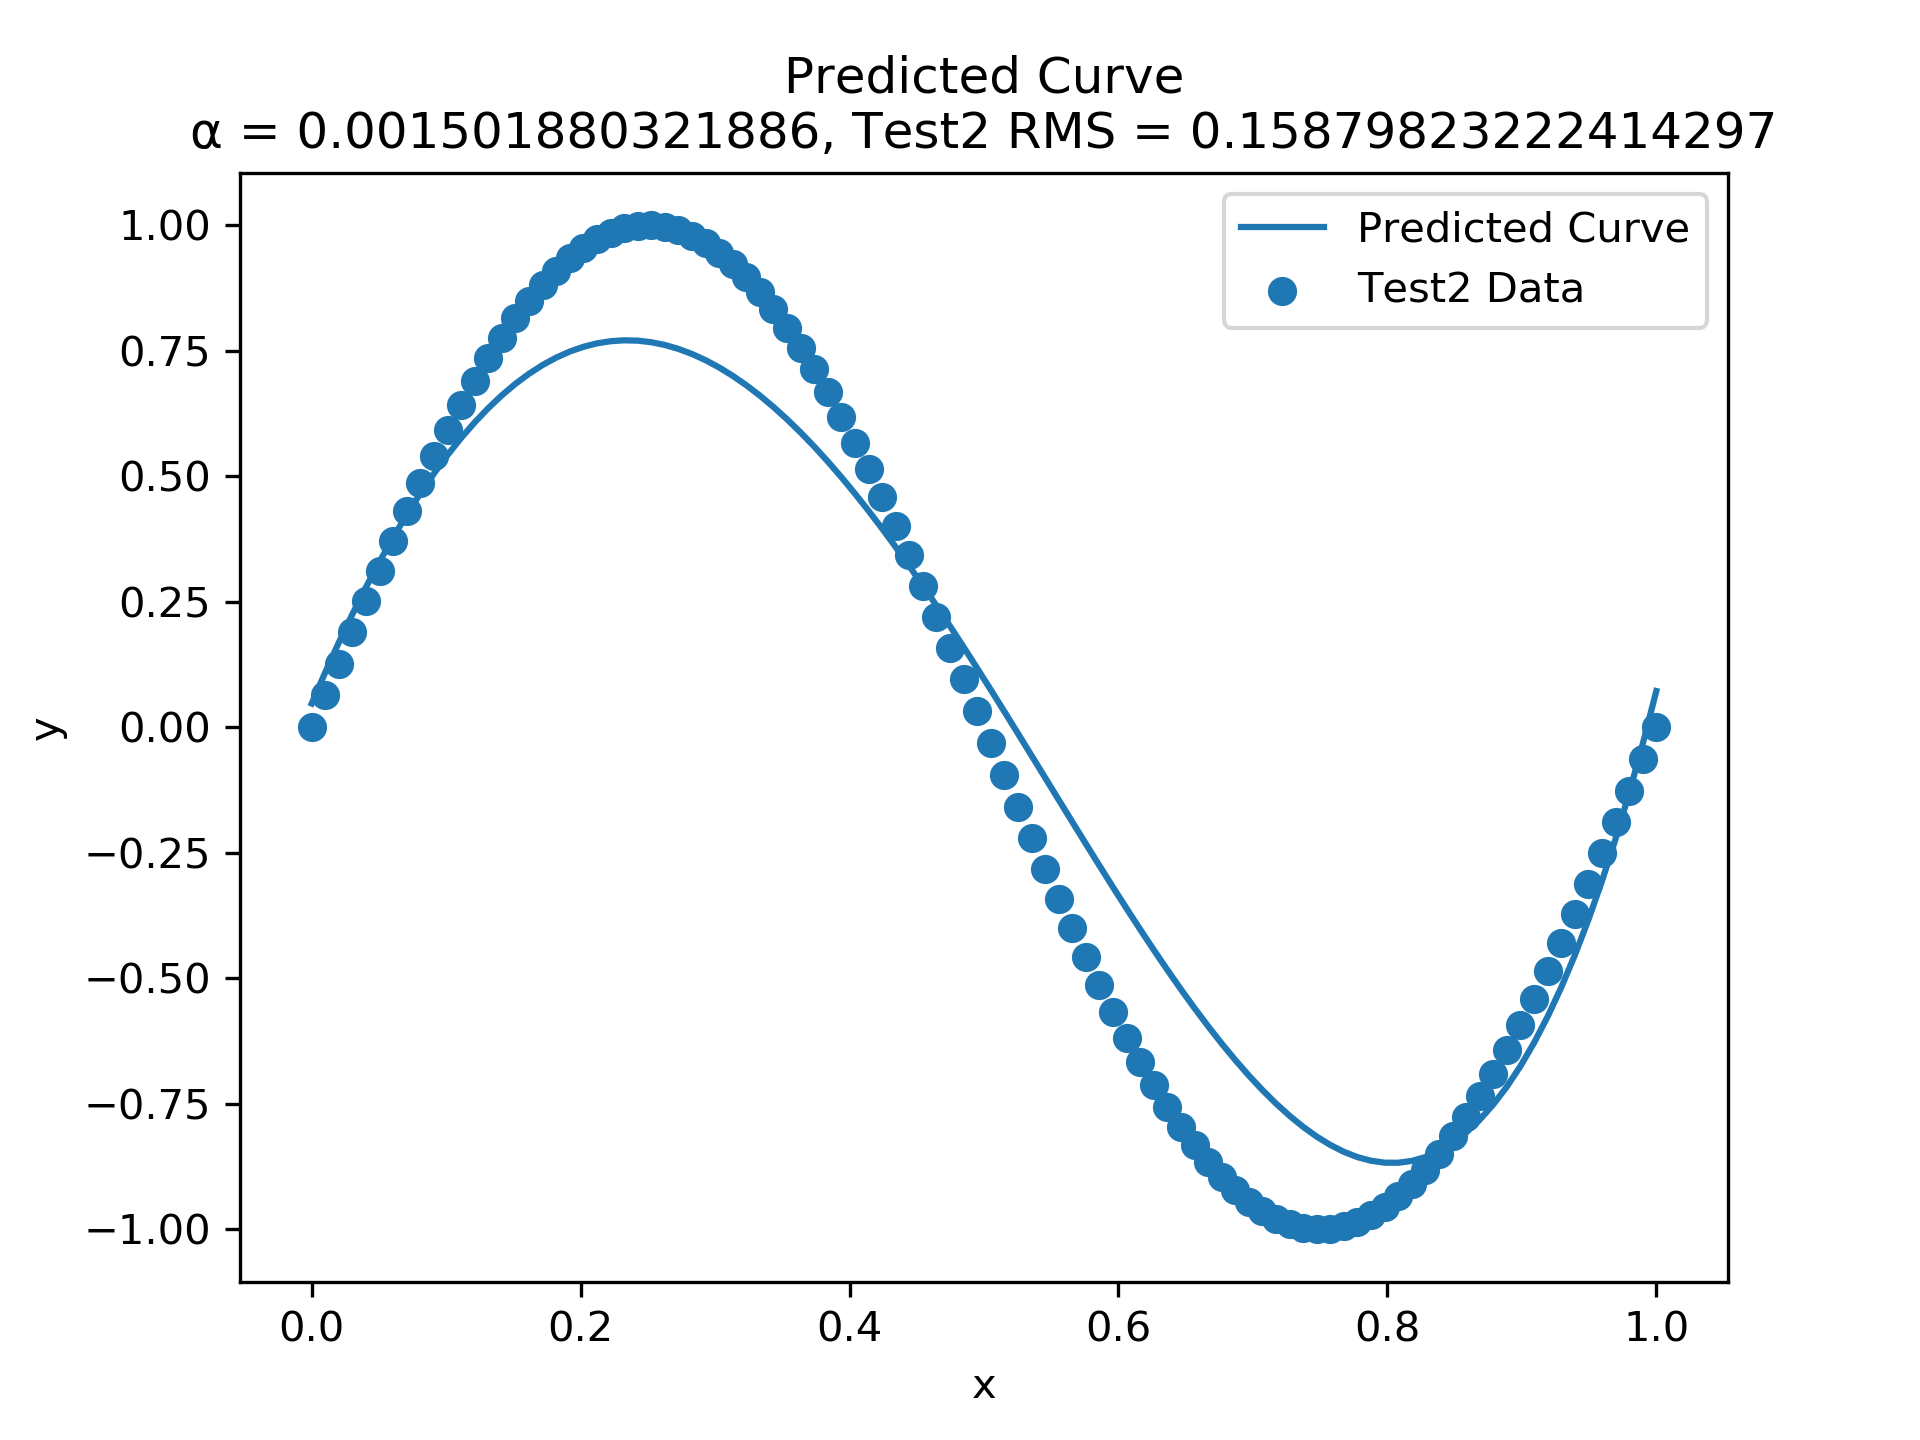 Predicted Curve
α = 0.001501880321886, Test2 RMS = 0.15879823222414297
Predicted Curve
Test2 Data
1.00
0.75
0.50
0.25
0.00
−0.25
−0.50
−0.75
−1.00
y
0.0 0.2 0.4 0.6 0.8 1.0
x